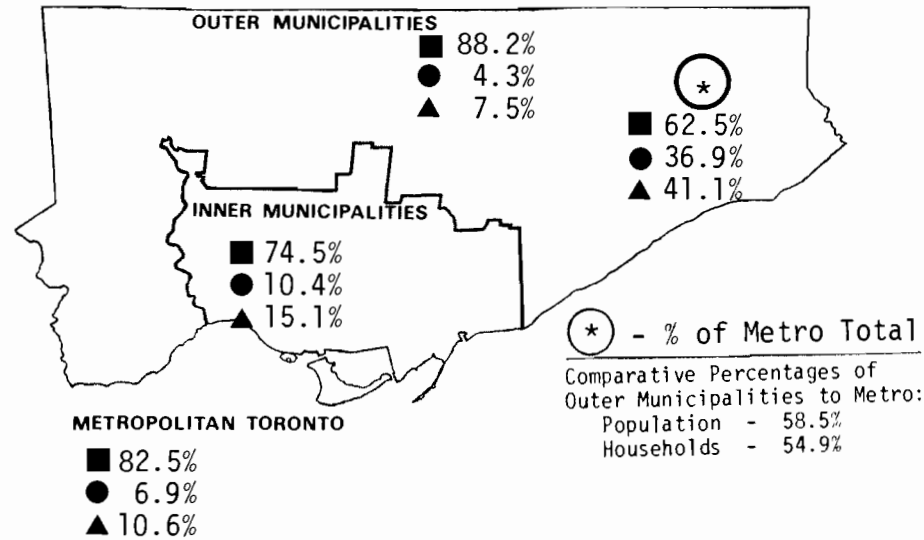 OUTER MUNICIPALITIES
■ 88.2%
● 4.3%
▲ 7.5%
*
■ 62.5%
● 36.9%
▲ 41.1%
INNER MUNICIPALITIES
■ 74.5%
● 10.4%
▲ 15.1%
* - % of Metro Total
Comparative Percentages of
Outer Municipalities to Metro:
Population - 58.5%
Households - 54.9%
METROPOLITAN TORONTO
■ 82.5%
● 6.9%
▲ 10.6%